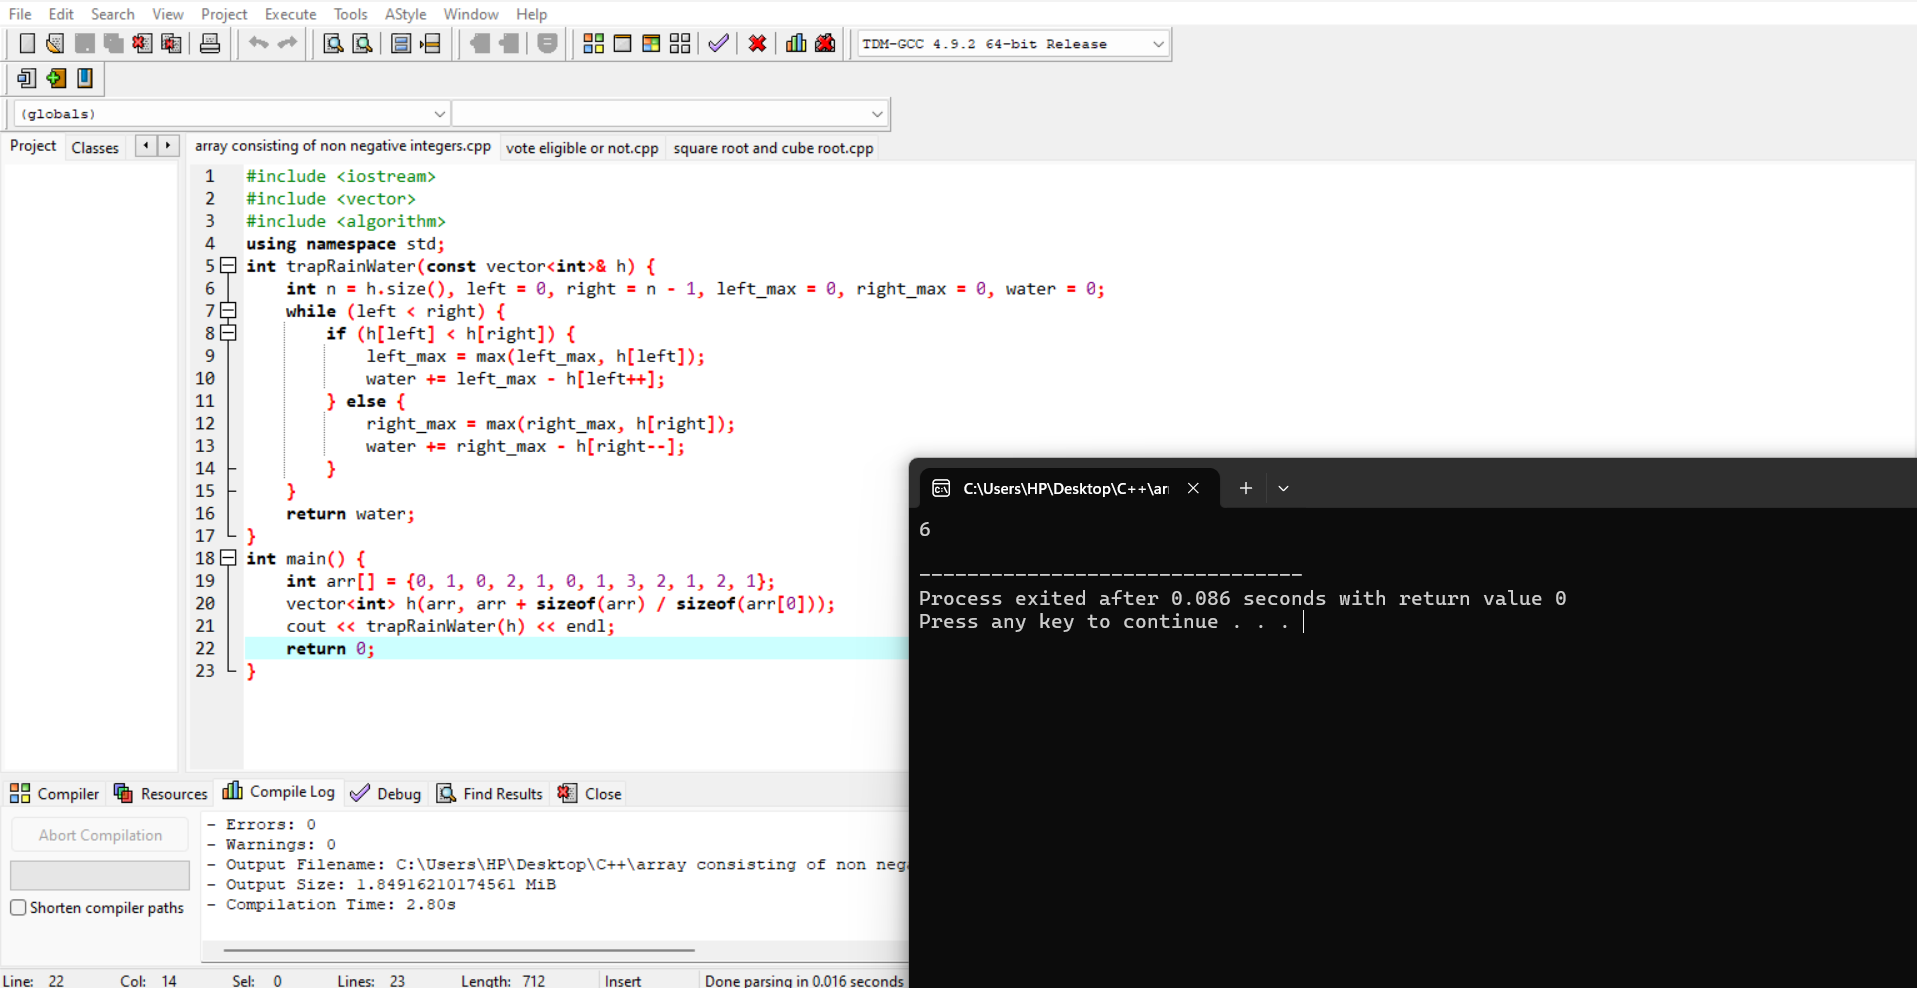 File Edit Search View Project Execute Tools AStyle Window Help
TDM-GCC 4.9.2 64-bit Release
(globals)
Project Classes
array consisting of non negative integers.cpp vote eligible or not.cpp square root and cube root.cpp
1 #include <iostream>
2 #include <vector>
3 #include <algorithm>
4 using namespace std;
5 int trapRainWater(const vector<int>& h) {
6     int n = h.size(), left = 0, right = n - 1, left_max = 0, right_max = 0, water = 0;
7     while (left < right) {
8         if (h[left] < h[right]) {
9             left_max = max(left_max, h[left]);
10             water += left_max - h[left++];
11         } else {
12             right_max = max(right_max, h[right]);
13             water += right_max - h[right--];
14         }
15     }
16     return water;
17 }
18 int main() {
19     int arr[] = {0, 1, 0, 2, 1, 0, 1, 3, 2, 1, 2, 1};
20     vector<int> h(arr, arr + sizeof(arr) / sizeof(arr[0]));
21     cout << trapRainWater(h) << endl;
22     return 0;
23 }
C:\Users\HP\Desktop\C++\ar
6
--------------------------------
Process exited after 0.086 seconds with return value 0
Press any key to continue . . .
Compiler Resources Compile Log Debug Find Results Close
Abort Compilation
Shorten compiler paths
- Errors: 0
- Warnings: 0
- Output Filename: C:\Users\HP\Desktop\C++\array consisting of non neg
- Output Size: 1.84916210174561 MiB
- Compilation Time: 2.80s
Line: 22 Col: 14 Sel: 0 Lines: 23 Length: 712 Insert Done parsing in 0.016 seconds